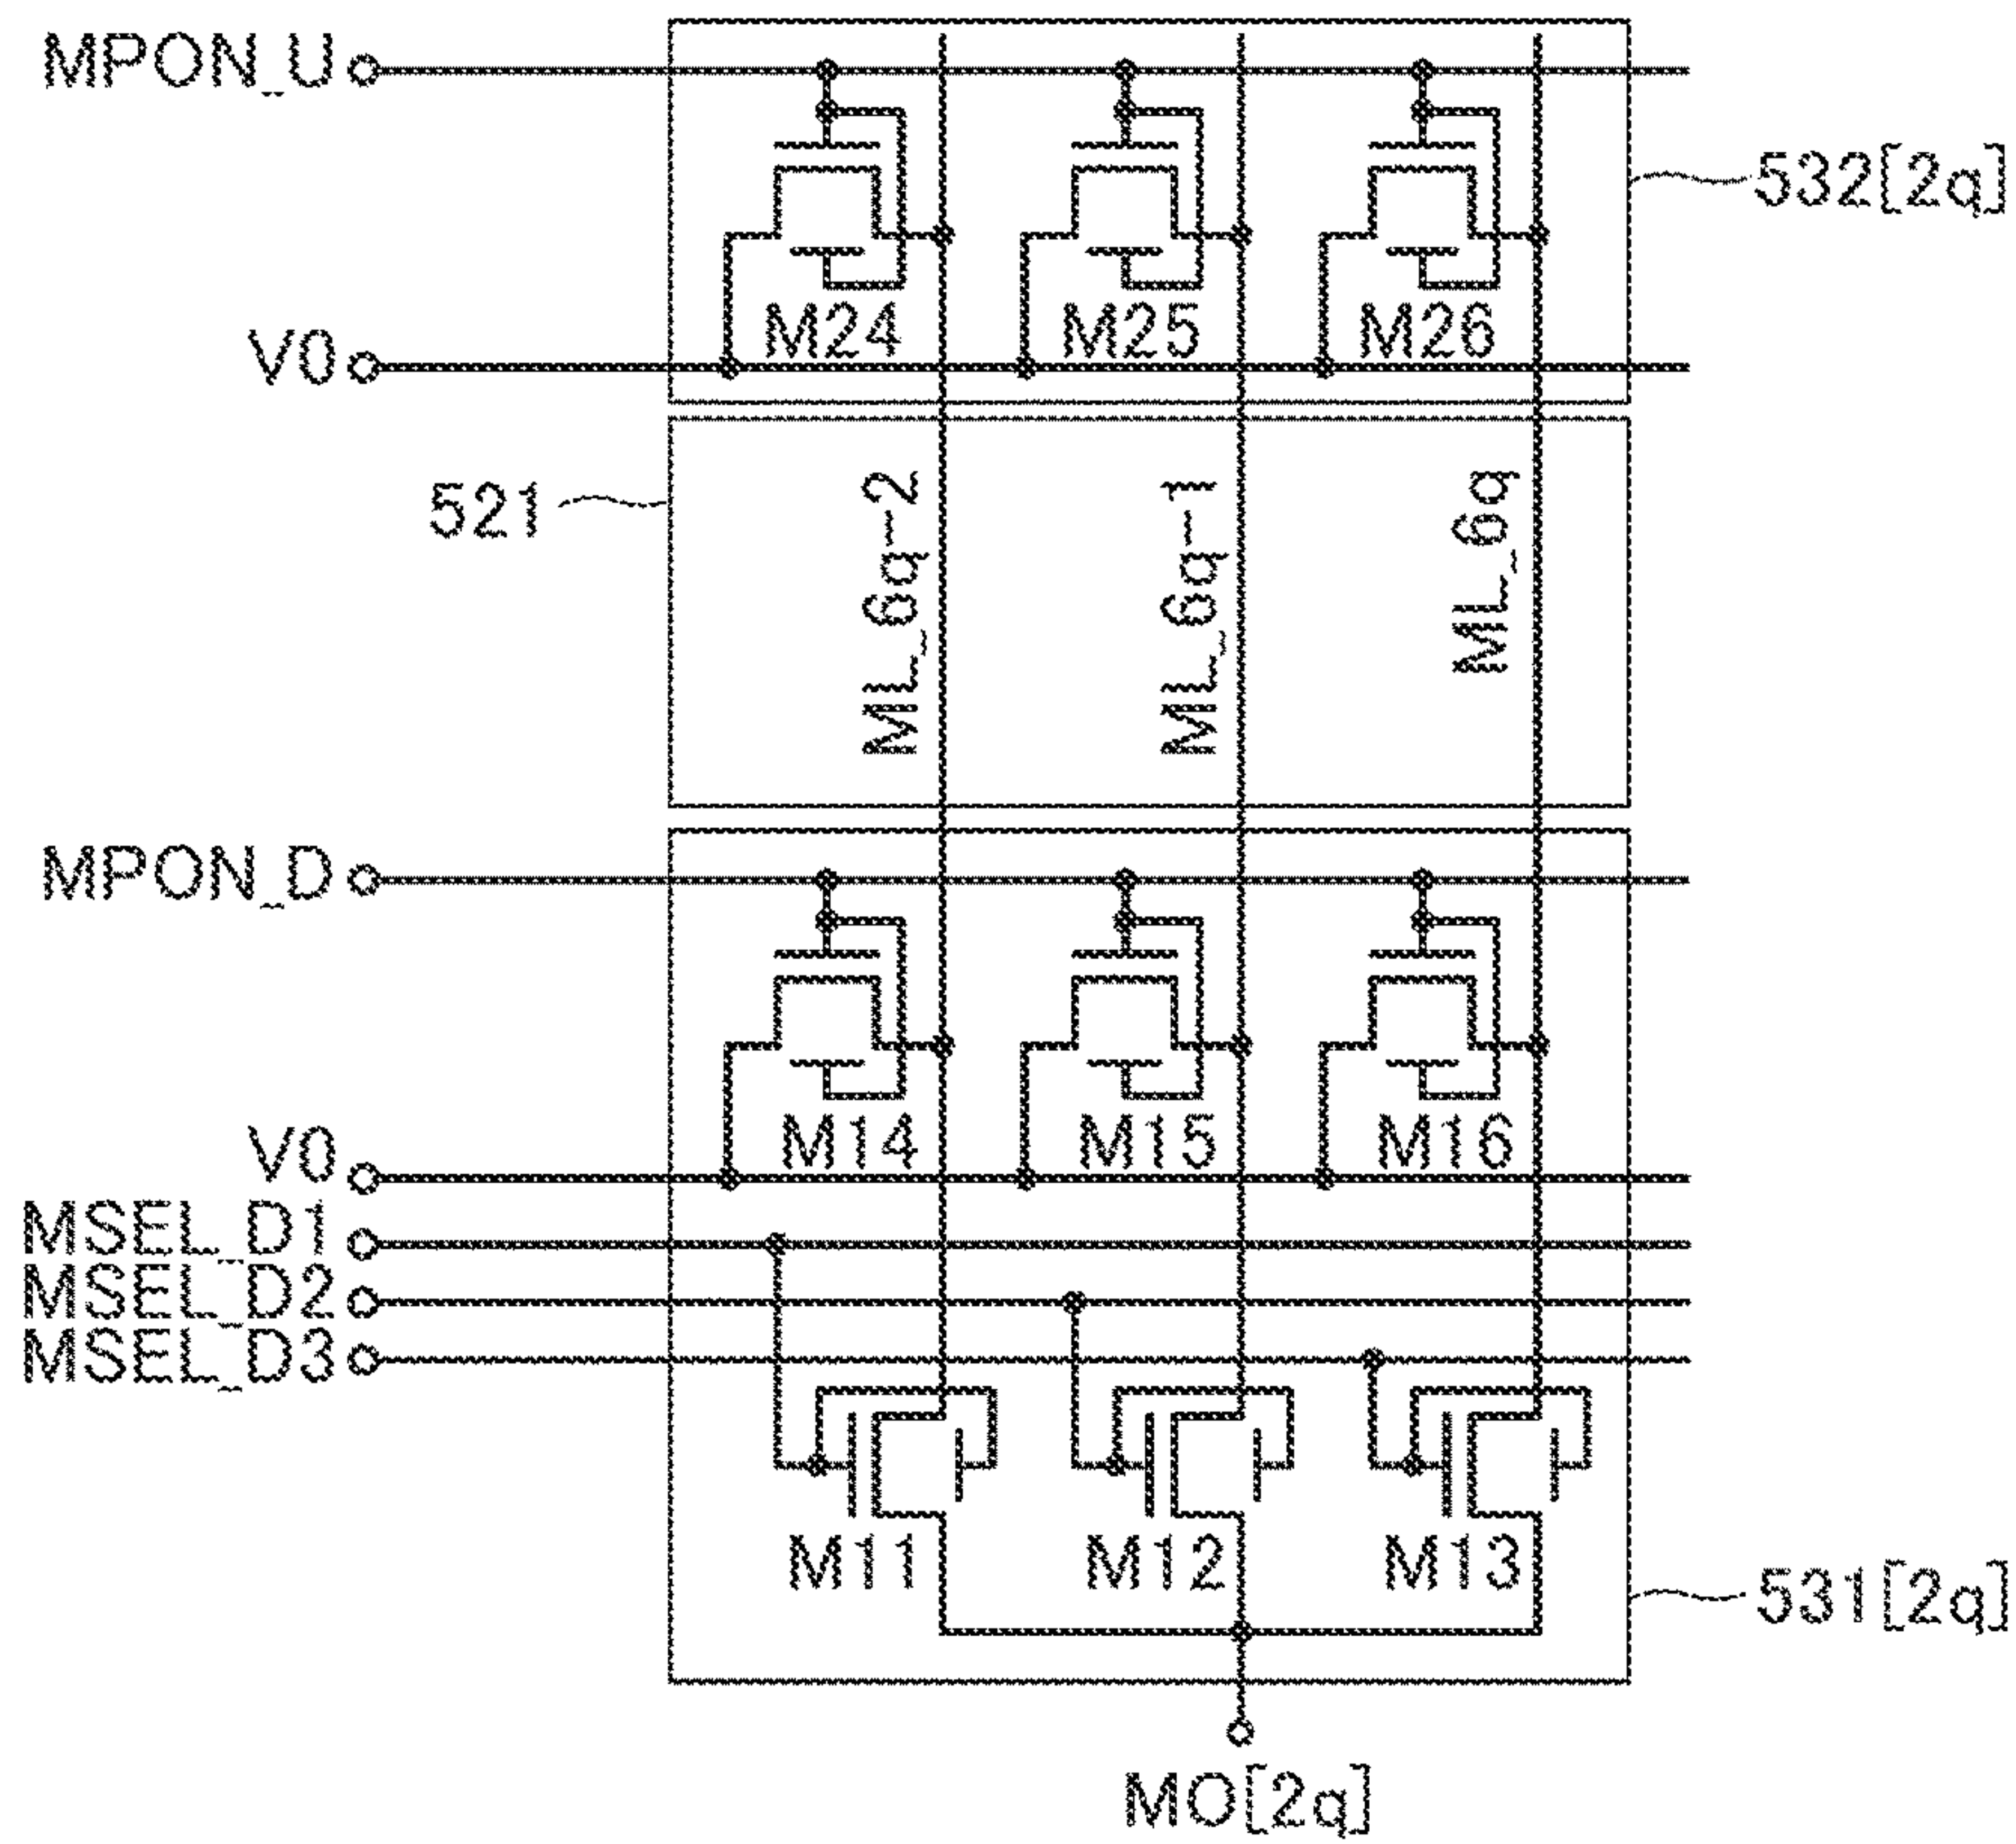 MPON_U
532[2q]
M24
M25
M26
V0
521
ML_6q-2
ML_6q-1
ML_6q
MPON_D
M14
M15
M16
V0
MSEL_D1
MSEL_D2
MSEL_D3
M11
M12
M13
531[2q]
MO[2q]